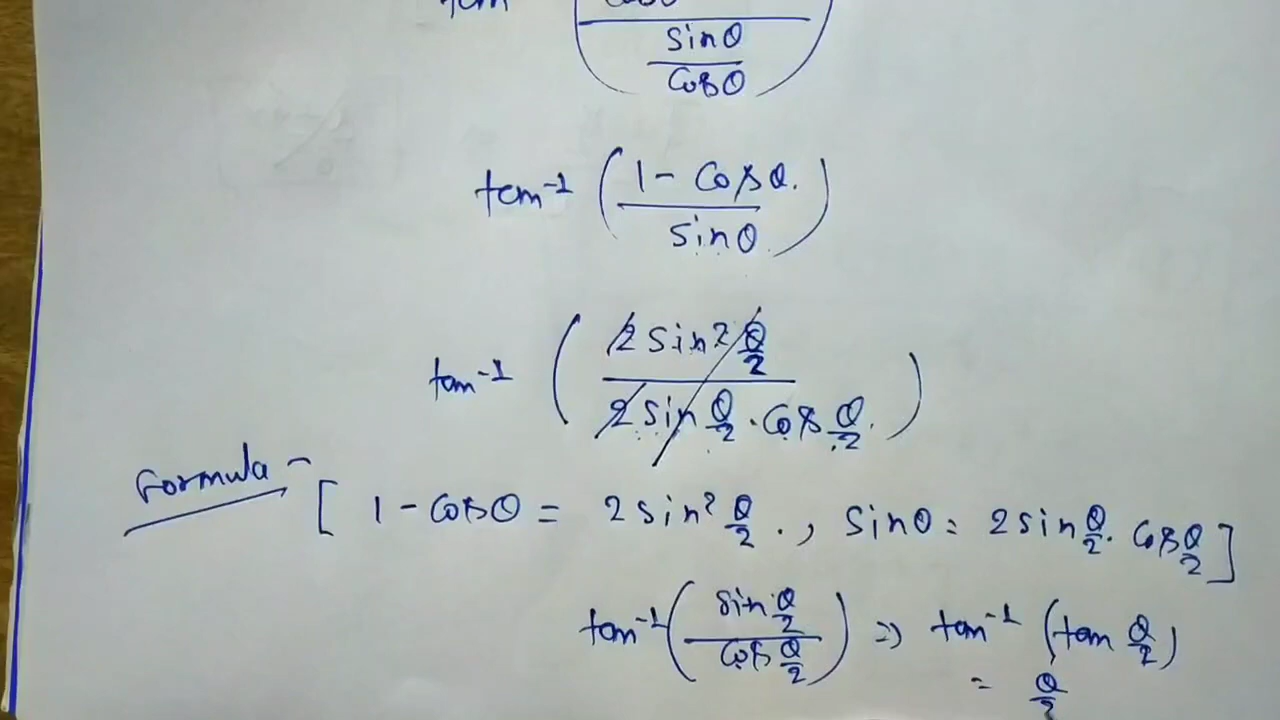 tan
sinθ
cosθ
tan⁻¹ ( 1 - cosθ. / sinθ )
tan⁻¹ ( 2 sin² θ/2 / 2 sin θ/2 . cos θ/2 . )
Formula - [ 1 - cosθ = 2 sin² θ/2 . , sinθ = 2 sin θ/2 . cos θ/2 ]
tan⁻¹ ( sin θ/2 / cos θ/2 ) ⇒ tan⁻¹ ( tan θ/2 )
= θ/2